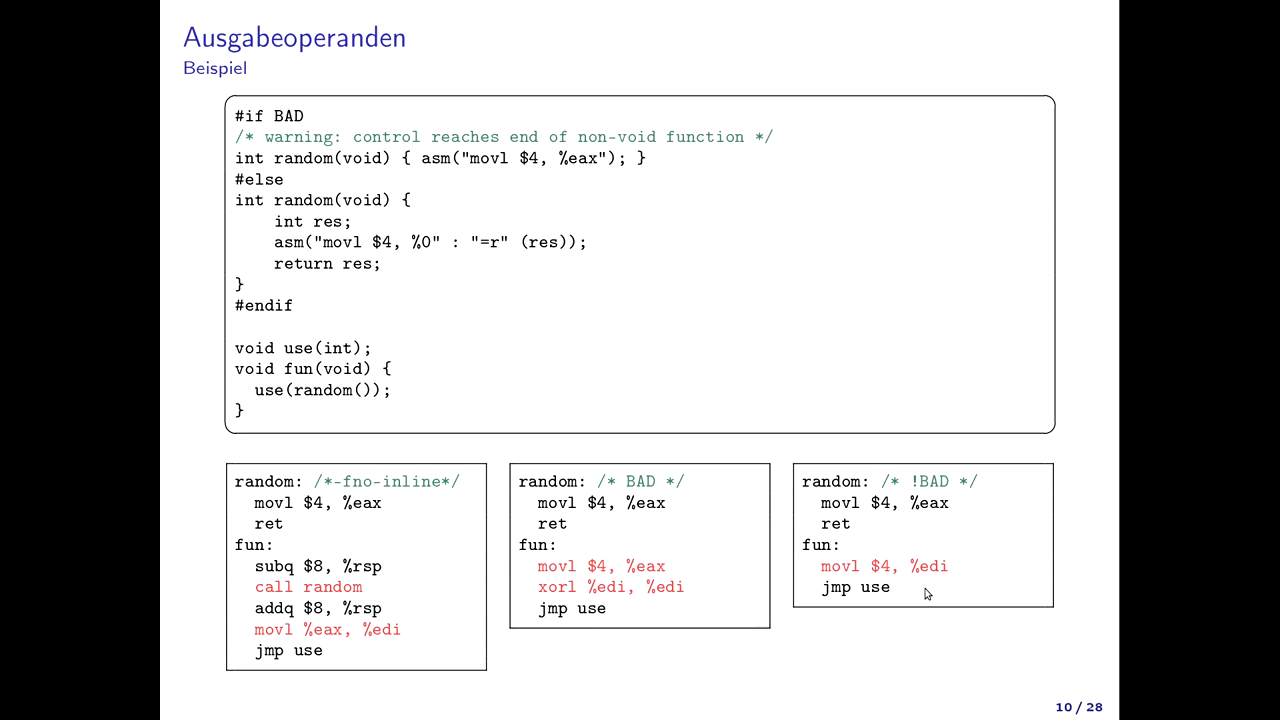 Ausgabeoperanden
Beispiel
#if BAD
/* warning: control reaches end of non-void function */
int random(void) { asm("movl $4, %eax"); }
#else
int random(void) {
    int res;
    asm("movl $4, %0" : "=r" (res));
    return res;
}
#endif

void use(int);
void fun(void) {
  use(random());
}
random: /*-fno-inline*/
  movl $4, %eax
  ret
fun:
  subq $8, %rsp
  call random
  addq $8, %rsp
  movl %eax, %edi
  jmp use
random: /* BAD */
  movl $4, %eax
  ret
fun:
  movl $4, %eax
  xorl %edi, %edi
  jmp use
random: /* !BAD */
  movl $4, %eax
  ret
fun:
  movl $4, %edi
  jmp use
10 / 28